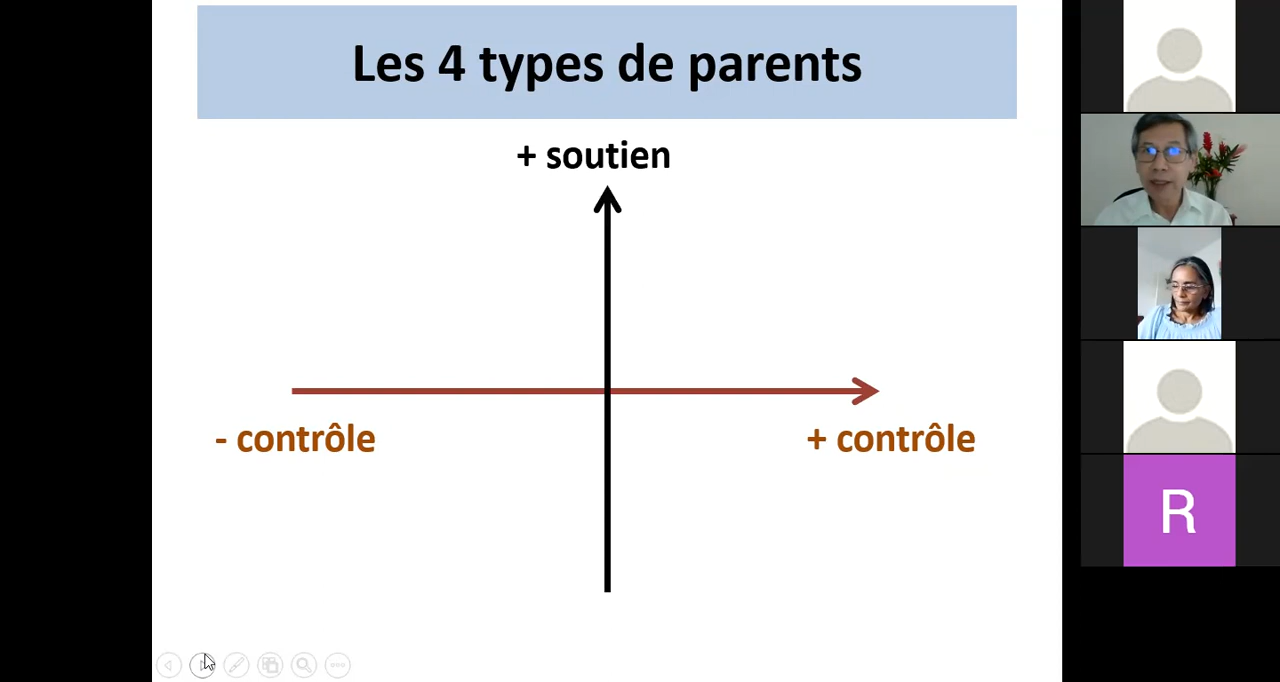 Les 4 types de parents
+ soutien
- contrôle
+ contrôle
R